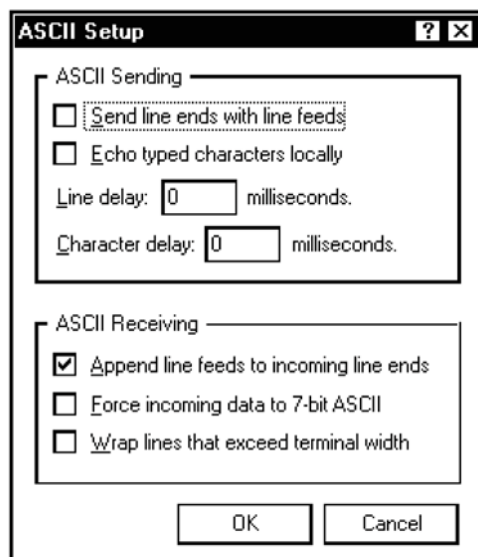 ASCII Setup ? X
ASCII Sending
Send line ends with line feeds
Echo typed characters locally
Line delay: 0 milliseconds.
Character delay: 0 milliseconds.
ASCII Receiving
Append line feeds to incoming line ends
Force incoming data to 7-bit ASCII
Wrap lines that exceed terminal width
OK Cancel